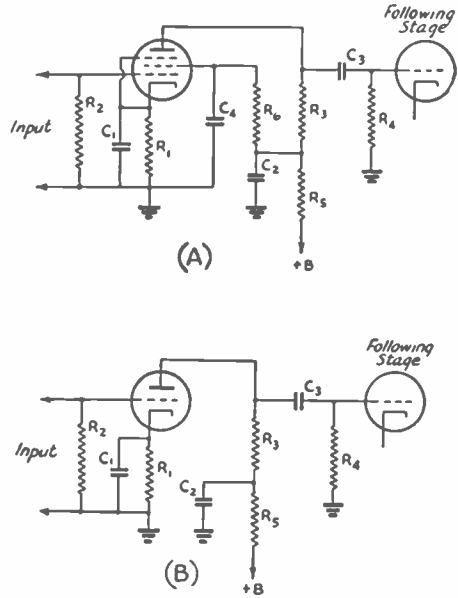 Following
Stage
C3
R2
Input
C1
R1
C4
R6
R3
R4
C2
R5
(A)
+B
Following
Stage
C3
R2
Input
C1
R1
R3
R4
C2
R5
(B)
+B